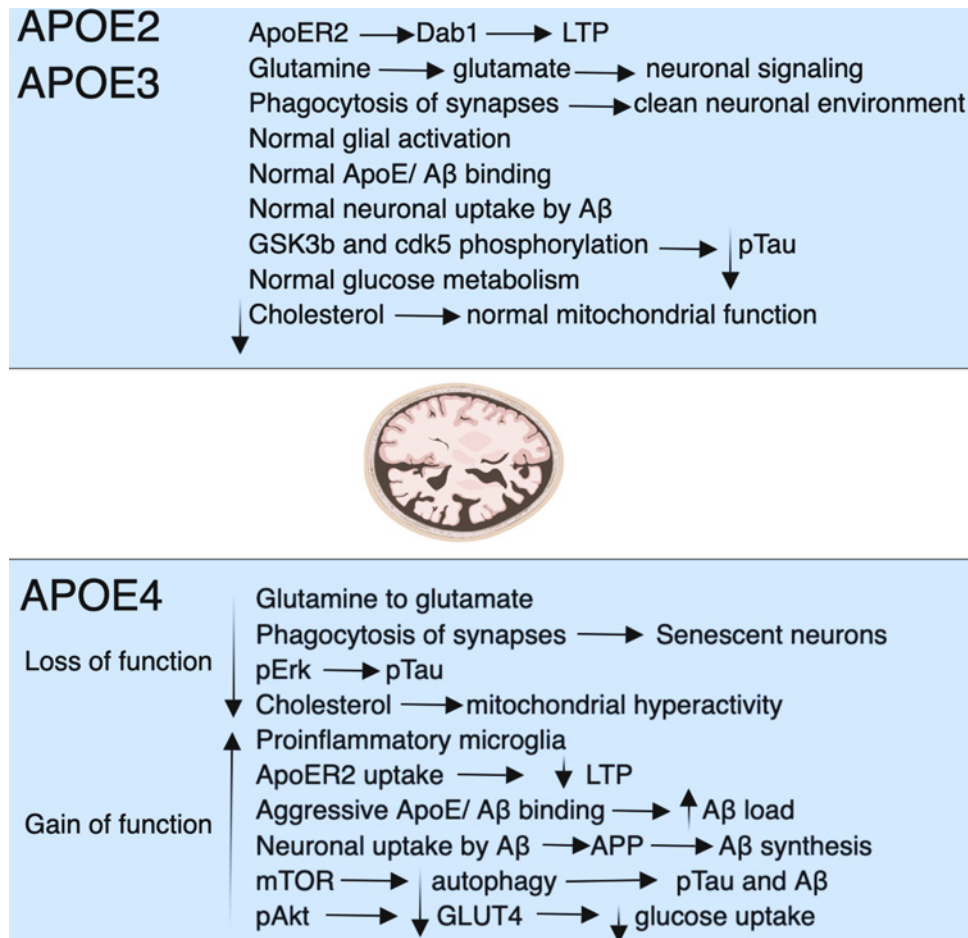 APOE2
APOE3
ApoER2 → Dab1 → LTP
Glutamine → glutamate → neuronal signaling
Phagocytosis of synapses → clean neuronal environment
Normal glial activation
Normal ApoE/ Aβ binding
Normal neuronal uptake by Aβ
GSK3b and cdk5 phosphorylation → ↓ pTau
Normal glucose metabolism
↓ Cholesterol → normal mitochondrial function
APOE4
Loss of function
↓ Glutamine to glutamate
Phagocytosis of synapses → Senescent neurons
pErk → pTau
Cholesterol → mitochondrial hyperactivity
Gain of function
↑ Proinflammatory microglia
ApoER2 uptake → ↓ LTP
Aggressive ApoE/ Aβ binding → ↑ Aβ load
Neuronal uptake by Aβ → APP → Aβ synthesis
mTOR → ↓ autophagy → pTau and Aβ
pAkt → ↓ GLUT4 → ↓ glucose uptake